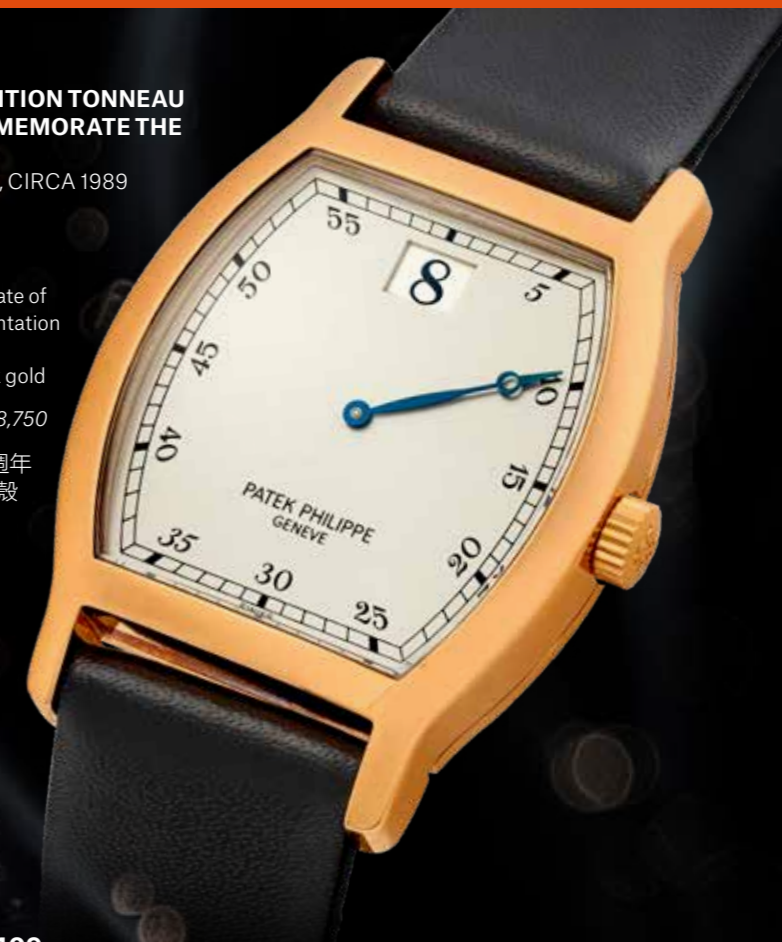 ITION TONNEAU
MEMORATE THE
, CIRCA 1989
ate of
ntation
gold
,750
週年
殼
55
8
5
50
10
45
40
15
PATEK PHILIPPE
GENEVE
35
30
25
20